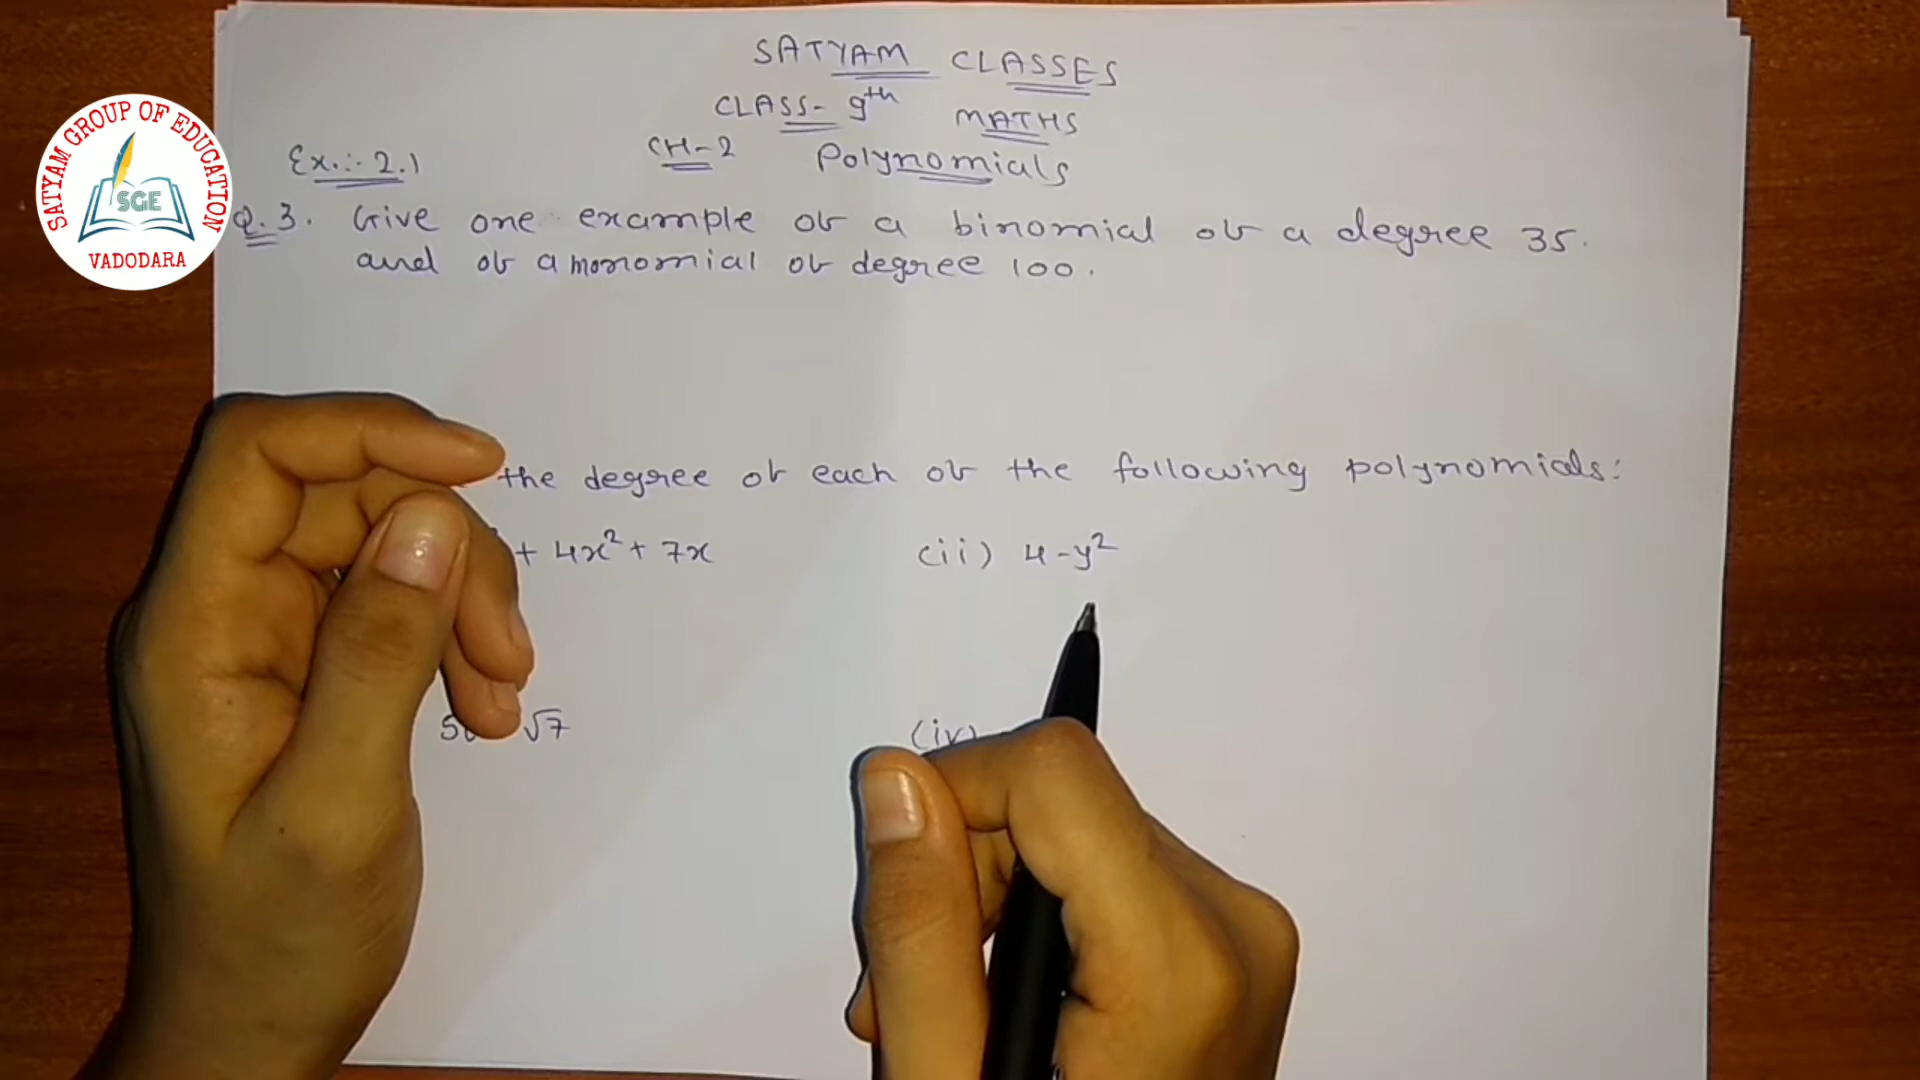 SATYAM GROUP OF EDUCATION
SGE
VADODARA
SATYAM CLASSES
CLASS- 9th MATHS
Ex.:- 2.1 CH-2 Polynomials
Q.3. Give one example of a binomial of a degree 35.
and of a monomial of degree 100.
the degree of each of the following polynomials:
+ 4x² + 7x (ii) 4-y²
√7 (iv)